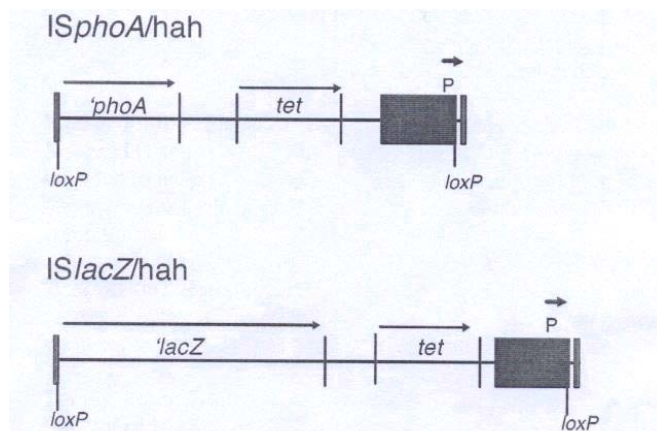 ISphoA/hah
P
'phoA tet
loxP loxP
ISlacZ/hah
P
'lacZ tet
loxP loxP